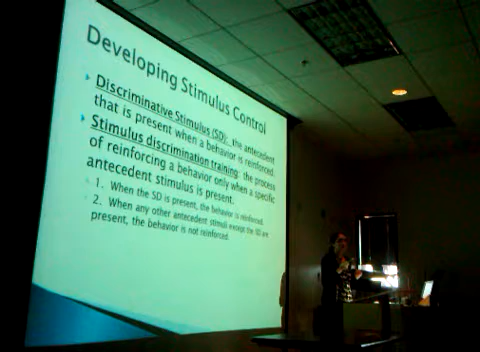 Developing Stimulus Control
Discriminative Stimulus (SD): the antecedent
that is present when a behavior is reinforced.
Stimulus discrimination training: the process
of reinforcing a behavior only when a specific
antecedent stimulus is present.
1. When the SD is present, the behavior is reinforced.
2. When any other antecedent stimuli except the SD are
present, the behavior is not reinforced.